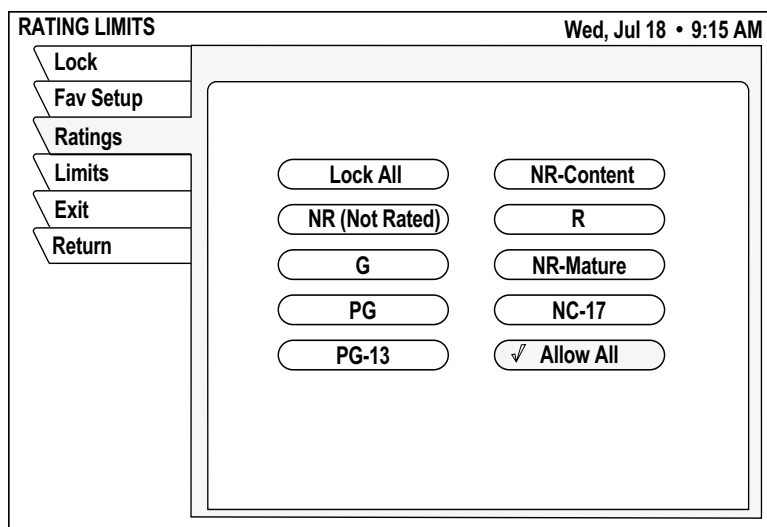 RATING LIMITS
Wed, Jul 18 • 9:15 AM
Lock
Fav Setup
Ratings
Limits
Exit
Return
Lock All
NR (Not Rated)
G
PG
PG-13
NR-Content
R
NR-Mature
NC-17
√ Allow All